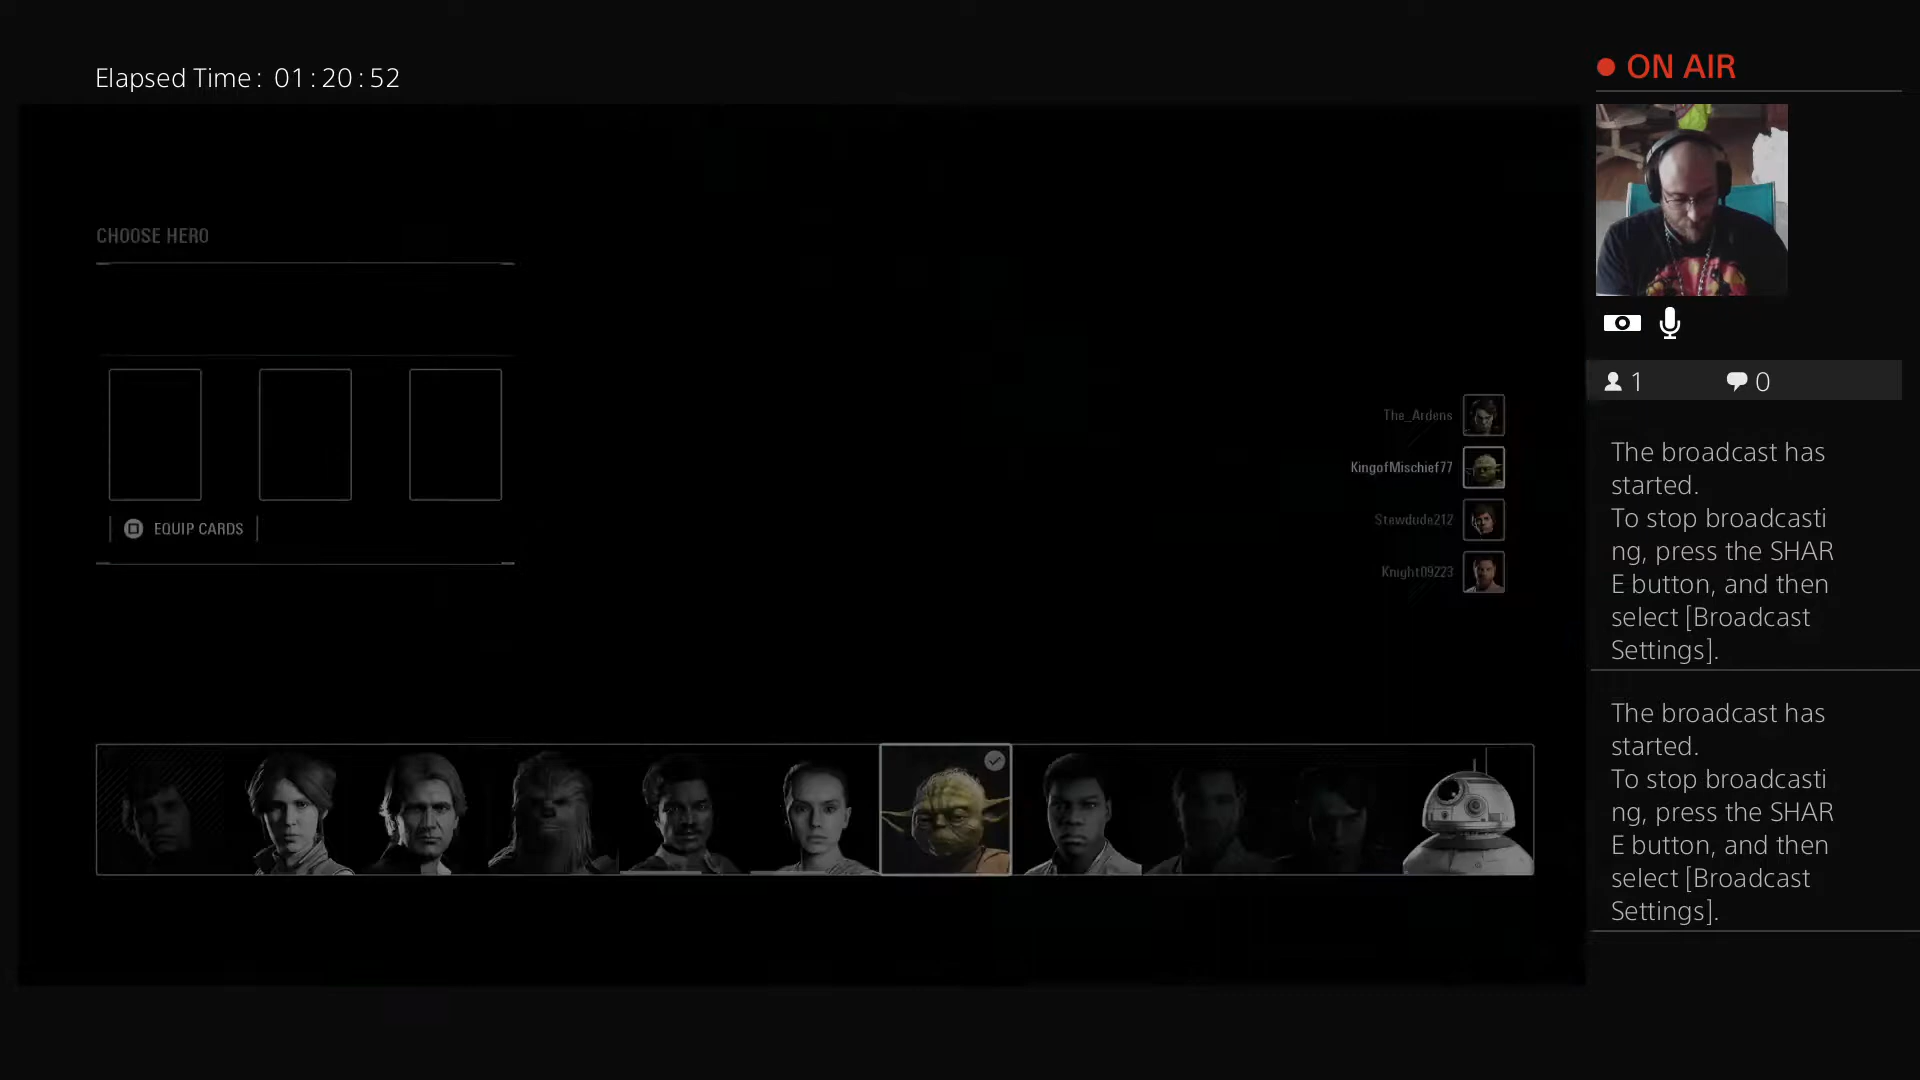 Elapsed Time: 01:20:52
ON AIR
CHOOSE HERO
EQUIP CARDS
The_Ardens
KingofMischief77
Stewdude212
Knight09223
1
0
The broadcast has
started.
To stop broadcasti
ng, press the SHAR
E button, and then
select [Broadcast
Settings].
The broadcast has
started.
To stop broadcasti
ng, press the SHAR
E button, and then
select [Broadcast
Settings].